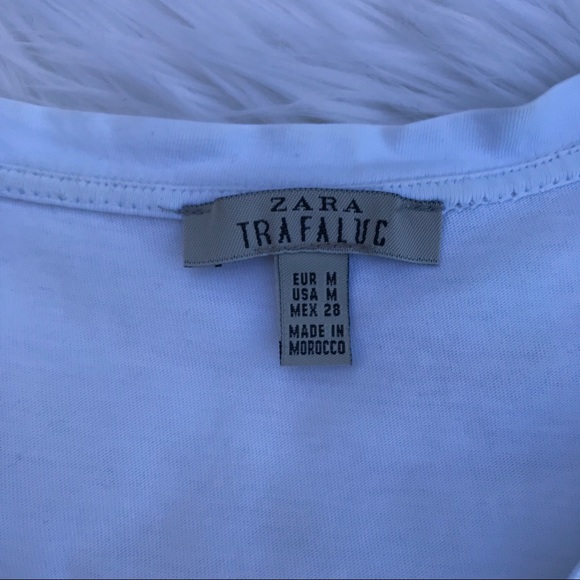 ZARA
TRAFALUC
EUR M
USA M
MEX 28
MADE IN
MOROCCO